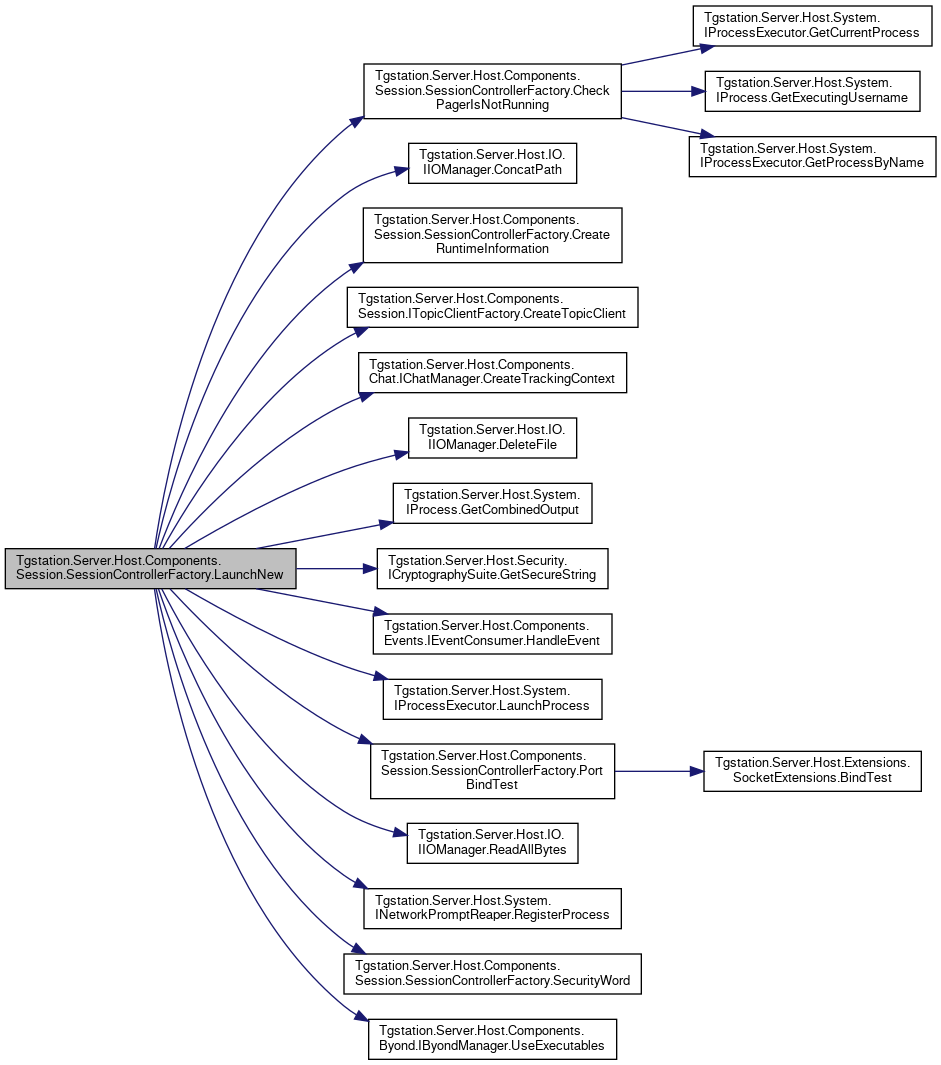 Tgstation.Server.Host.Components.
Session.SessionControllerFactory.LaunchNew
Tgstation.Server.Host.Components.
Session.SessionControllerFactory.Check
PagerIsNotRunning
Tgstation.Server.Host.System.
IProcessExecutor.GetCurrentProcess
Tgstation.Server.Host.System.
IProcess.GetExecutingUsername
Tgstation.Server.Host.System.
IProcessExecutor.GetProcessByName
Tgstation.Server.Host.IO.
IIOManager.ConcatPath
Tgstation.Server.Host.Components.
Session.SessionControllerFactory.Create
RuntimeInformation
Tgstation.Server.Host.Components.
Session.ITopicClientFactory.CreateTopicClient
Tgstation.Server.Host.Components.
Chat.IChatManager.CreateTrackingContext
Tgstation.Server.Host.IO.
IIOManager.DeleteFile
Tgstation.Server.Host.System.
IProcess.GetCombinedOutput
Tgstation.Server.Host.Security.
ICryptographySuite.GetSecureString
Tgstation.Server.Host.Components.
Events.IEventConsumer.HandleEvent
Tgstation.Server.Host.System.
IProcessExecutor.LaunchProcess
Tgstation.Server.Host.Components.
Session.SessionControllerFactory.Port
BindTest
Tgstation.Server.Host.Extensions.
SocketExtensions.BindTest
Tgstation.Server.Host.IO.
IIOManager.ReadAllBytes
Tgstation.Server.Host.System.
INetworkPromptReaper.RegisterProcess
Tgstation.Server.Host.Components.
Session.SessionControllerFactory.SecurityWord
Tgstation.Server.Host.Components.
Byond.IByondManager.UseExecutables